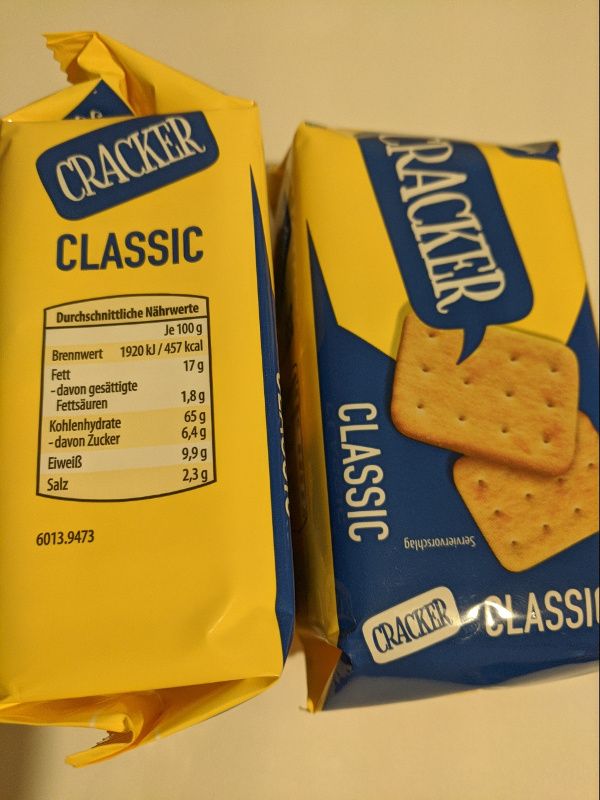 CRACKER
CLASSIC
Durchschnittliche Nährwerte
Je 100 g
Brennwert 1920 kJ / 457 kcal
Fett 17 g
-davon gesättigte
Fettsäuren 1,8 g
Kohlenhydrate 65 g
-davon Zucker 6,4 g
Eiweiß 9,9 g
Salz 2,3 g
6013.9473
CRACKER
CLASSIC
Serviervorschlag
CRACKER CLASSIC